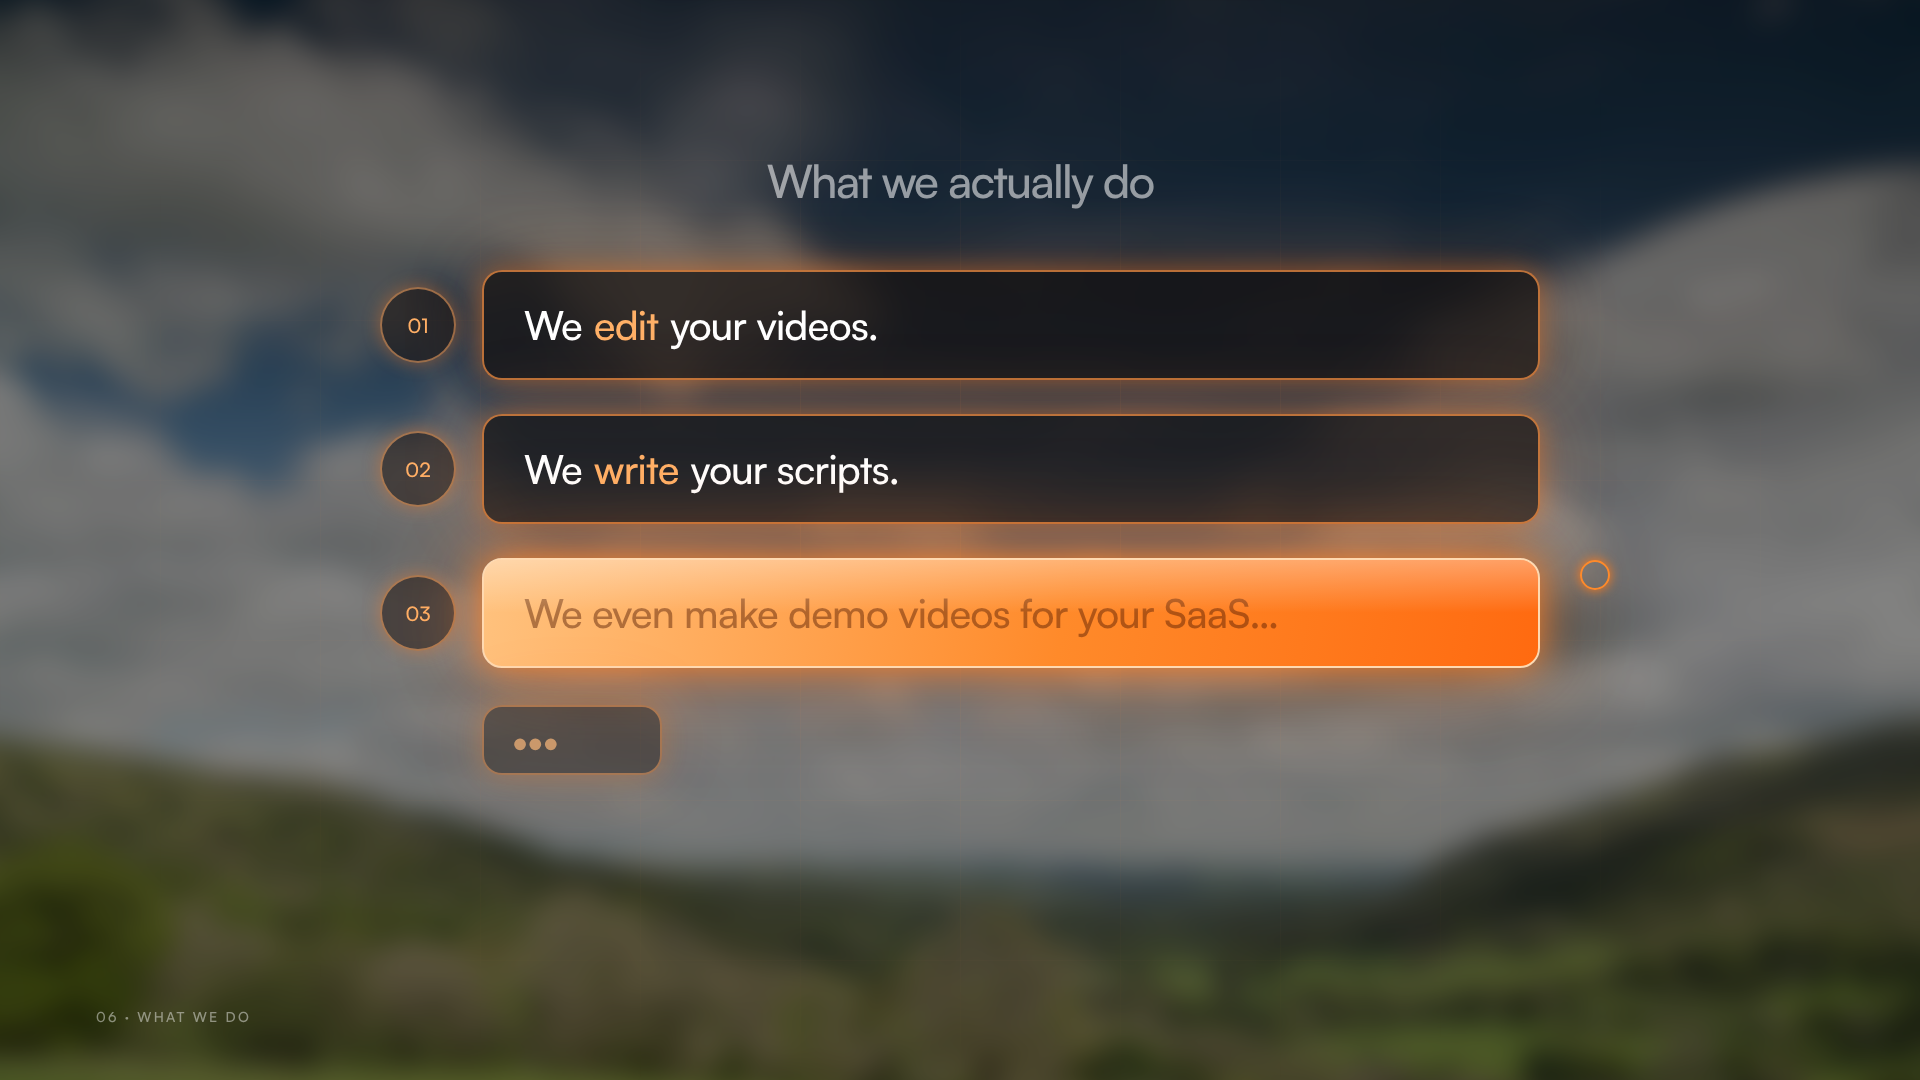 What we actually do
01
We edit your videos.
02
We write your scripts.
03
We even make demo videos for your SaaS...
06 · WHAT WE DO